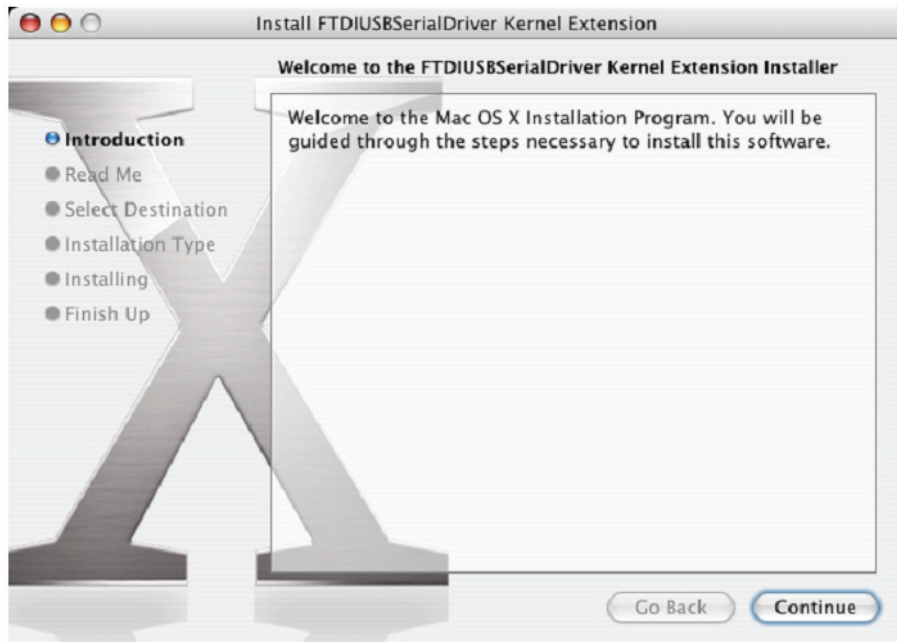 Install FTDIUSBSerialDriver Kernel Extension
Welcome to the FTDIUSBSerialDriver Kernel Extension Installer
Introduction
Read Me
Select Destination
Installation Type
Installing
Finish Up
Welcome to the Mac OS X Installation Program. You will be
guided through the steps necessary to install this software.
Go Back
Continue